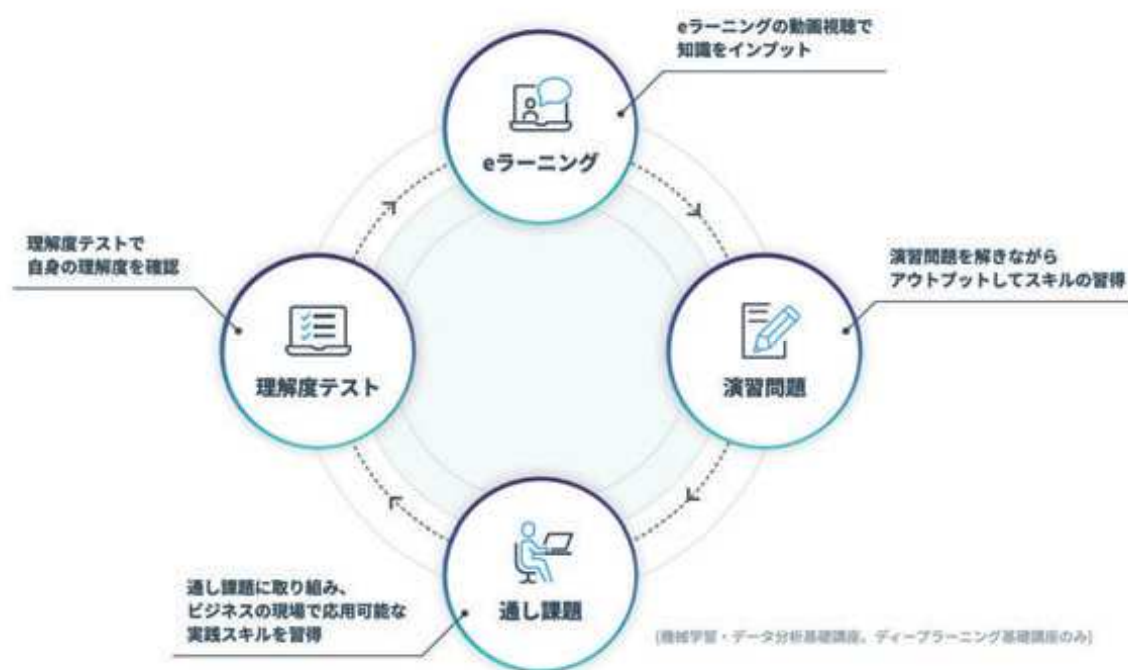 eラーニングの動画視聴で
知識をインプット
eラーニング
理解度テストで
自身の理解度を確認
演習問題を解きながら
アウトプットしてスキルの習得
理解度テスト
演習問題
通し課題に取り組み、
ビジネスの現場で応用可能な
実践スキルを習得
通し課題
(機械学習・データ分析基礎講座、ディープラーニング基礎講座のみ)